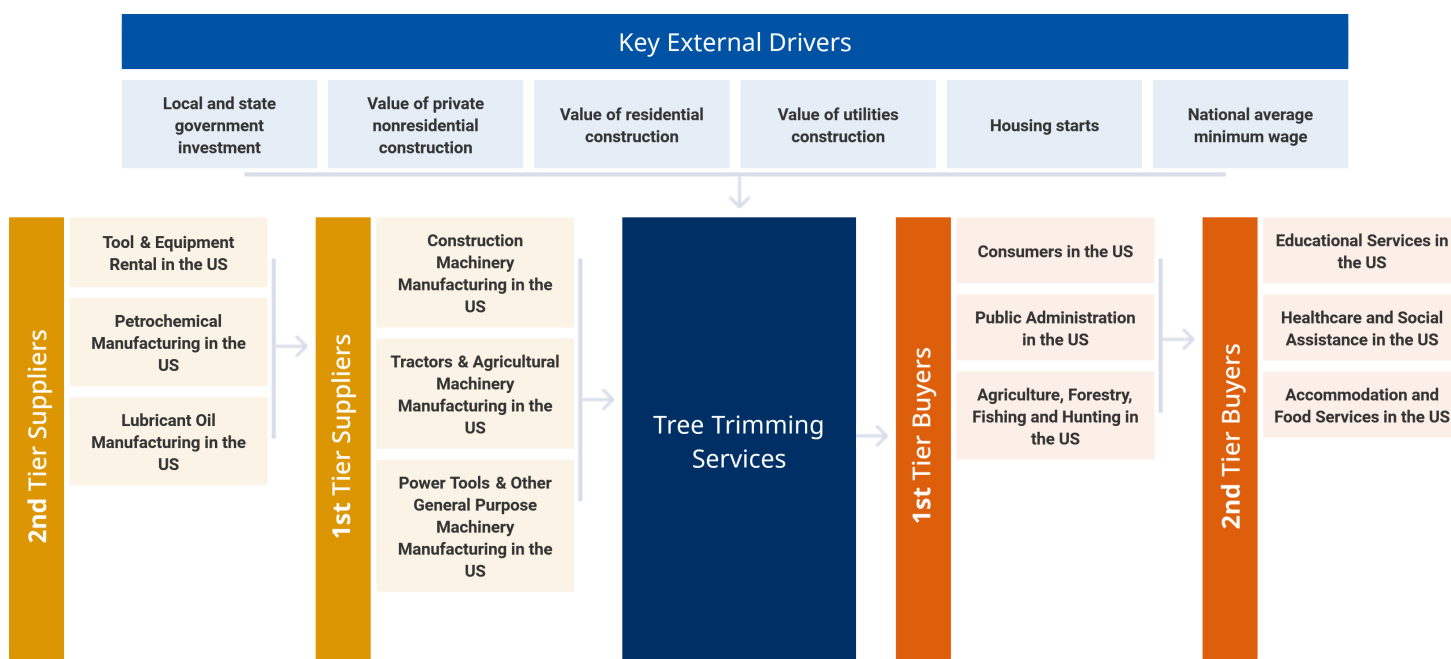 Key External Drivers
Local and state
government
investment
Value of private
nonresidential
construction
Value of residential
construction
Value of utilities
construction
Housing starts
National average
minimum wage
2nd Tier Suppliers
Tool & Equipment
Rental in the US
Petrochemical
Manufacturing in the
US
Lubricant Oil
Manufacturing in the
US
1st Tier Suppliers
Construction
Machinery
Manufacturing in the
US
Tractors & Agricultural
Machinery
Manufacturing in the
US
Power Tools & Other
General Purpose
Machinery
Manufacturing in the
US
Tree Trimming
Services
1st Tier Buyers
Consumers in the US
Public Administration
in the US
Agriculture, Forestry,
Fishing and Hunting in
the US
2nd Tier Buyers
Educational Services in
the US
Healthcare and Social
Assistance in the US
Accommodation and
Food Services in the US